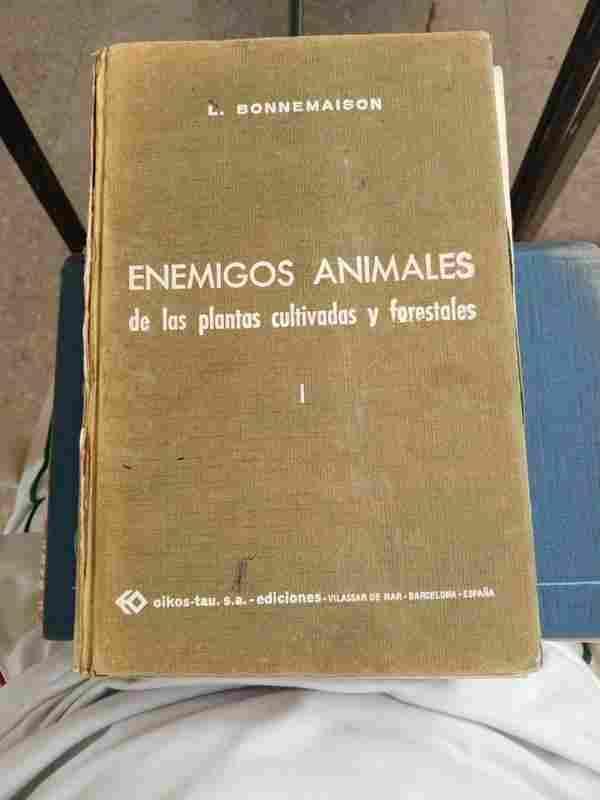 L. BONNEMAISON
ENEMIGOS ANIMALES
de las plantas cultivadas y forestales
I
oikos-tau, s.a. - ediciones - VILASSAR DE MAR - BARCELONA - ESPAÑA